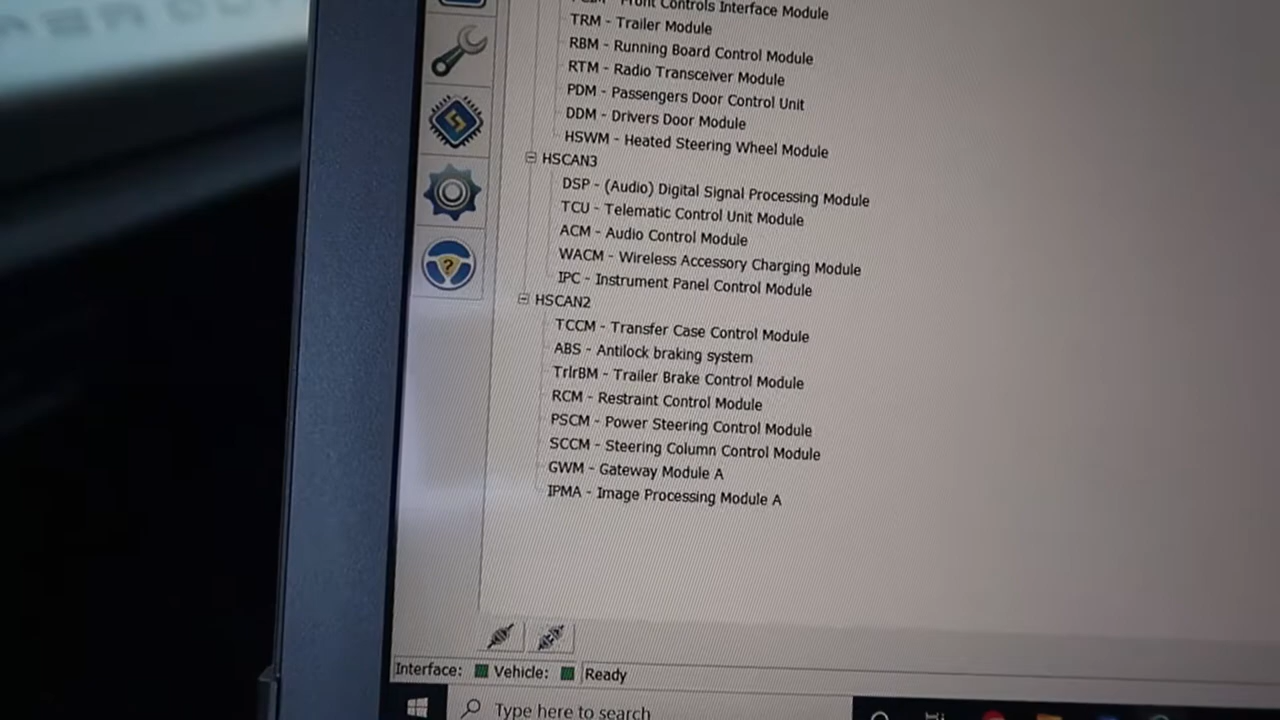 Front Controls Interface Module
TRM - Trailer Module
RBM - Running Board Control Module
RTM - Radio Transceiver Module
PDM - Passengers Door Control Unit
DDM - Drivers Door Module
HSWM - Heated Steering Wheel Module
HSCAN3
DSP - (Audio) Digital Signal Processing Module
TCU - Telematic Control Unit Module
ACM - Audio Control Module
WACM - Wireless Accessory Charging Module
IPC - Instrument Panel Control Module
HSCAN2
TCCM - Transfer Case Control Module
ABS - Antilock braking system
TrlrBM - Trailer Brake Control Module
RCM - Restraint Control Module
PSCM - Power Steering Control Module
SCCM - Steering Column Control Module
GWM - Gateway Module A
IPMA - Image Processing Module A
Interface: Vehicle: Ready
Type here to search